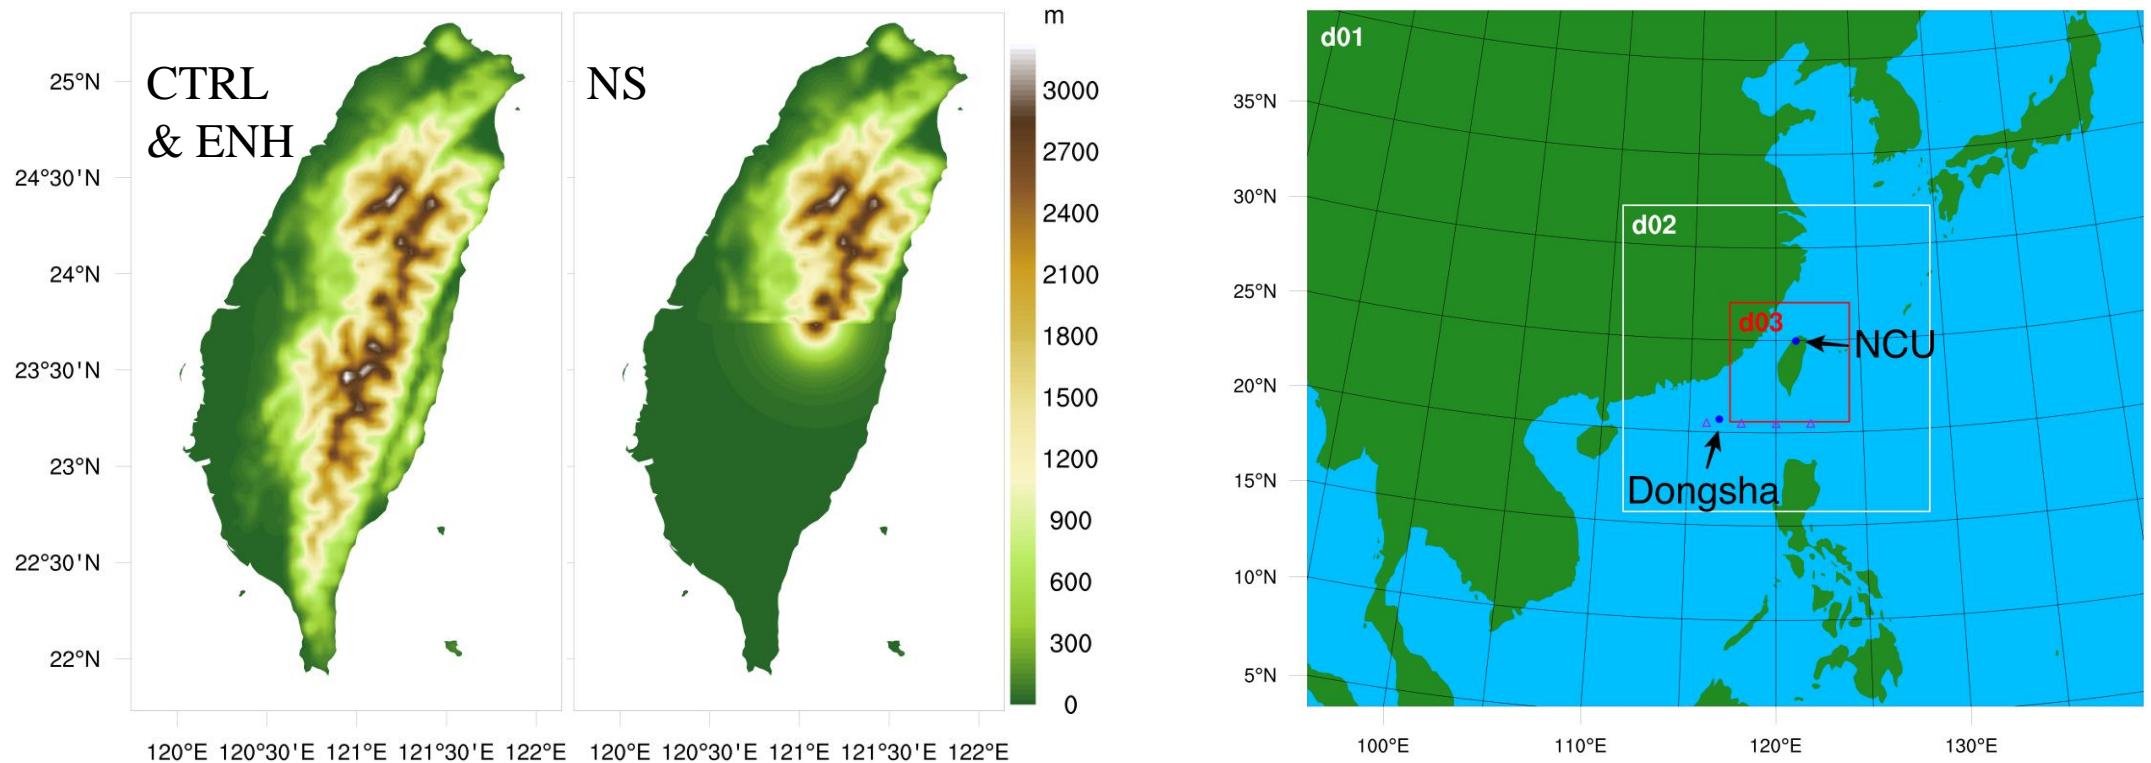 CTRL
& ENH
25°N
24°30'N
24°N
23°30'N
23°N
22°30'N
22°N
120°E 120°30'E 121°E 121°30'E 122°E
NS
120°E 120°30'E 121°E 121°30'E 122°E
m
3000
2700
2400
2100
1800
1500
1200
900
600
300
0
d01
d02
d03
NCU
Dongsha
35°N
30°N
25°N
20°N
15°N
10°N
5°N
100°E 110°E 120°E 130°E